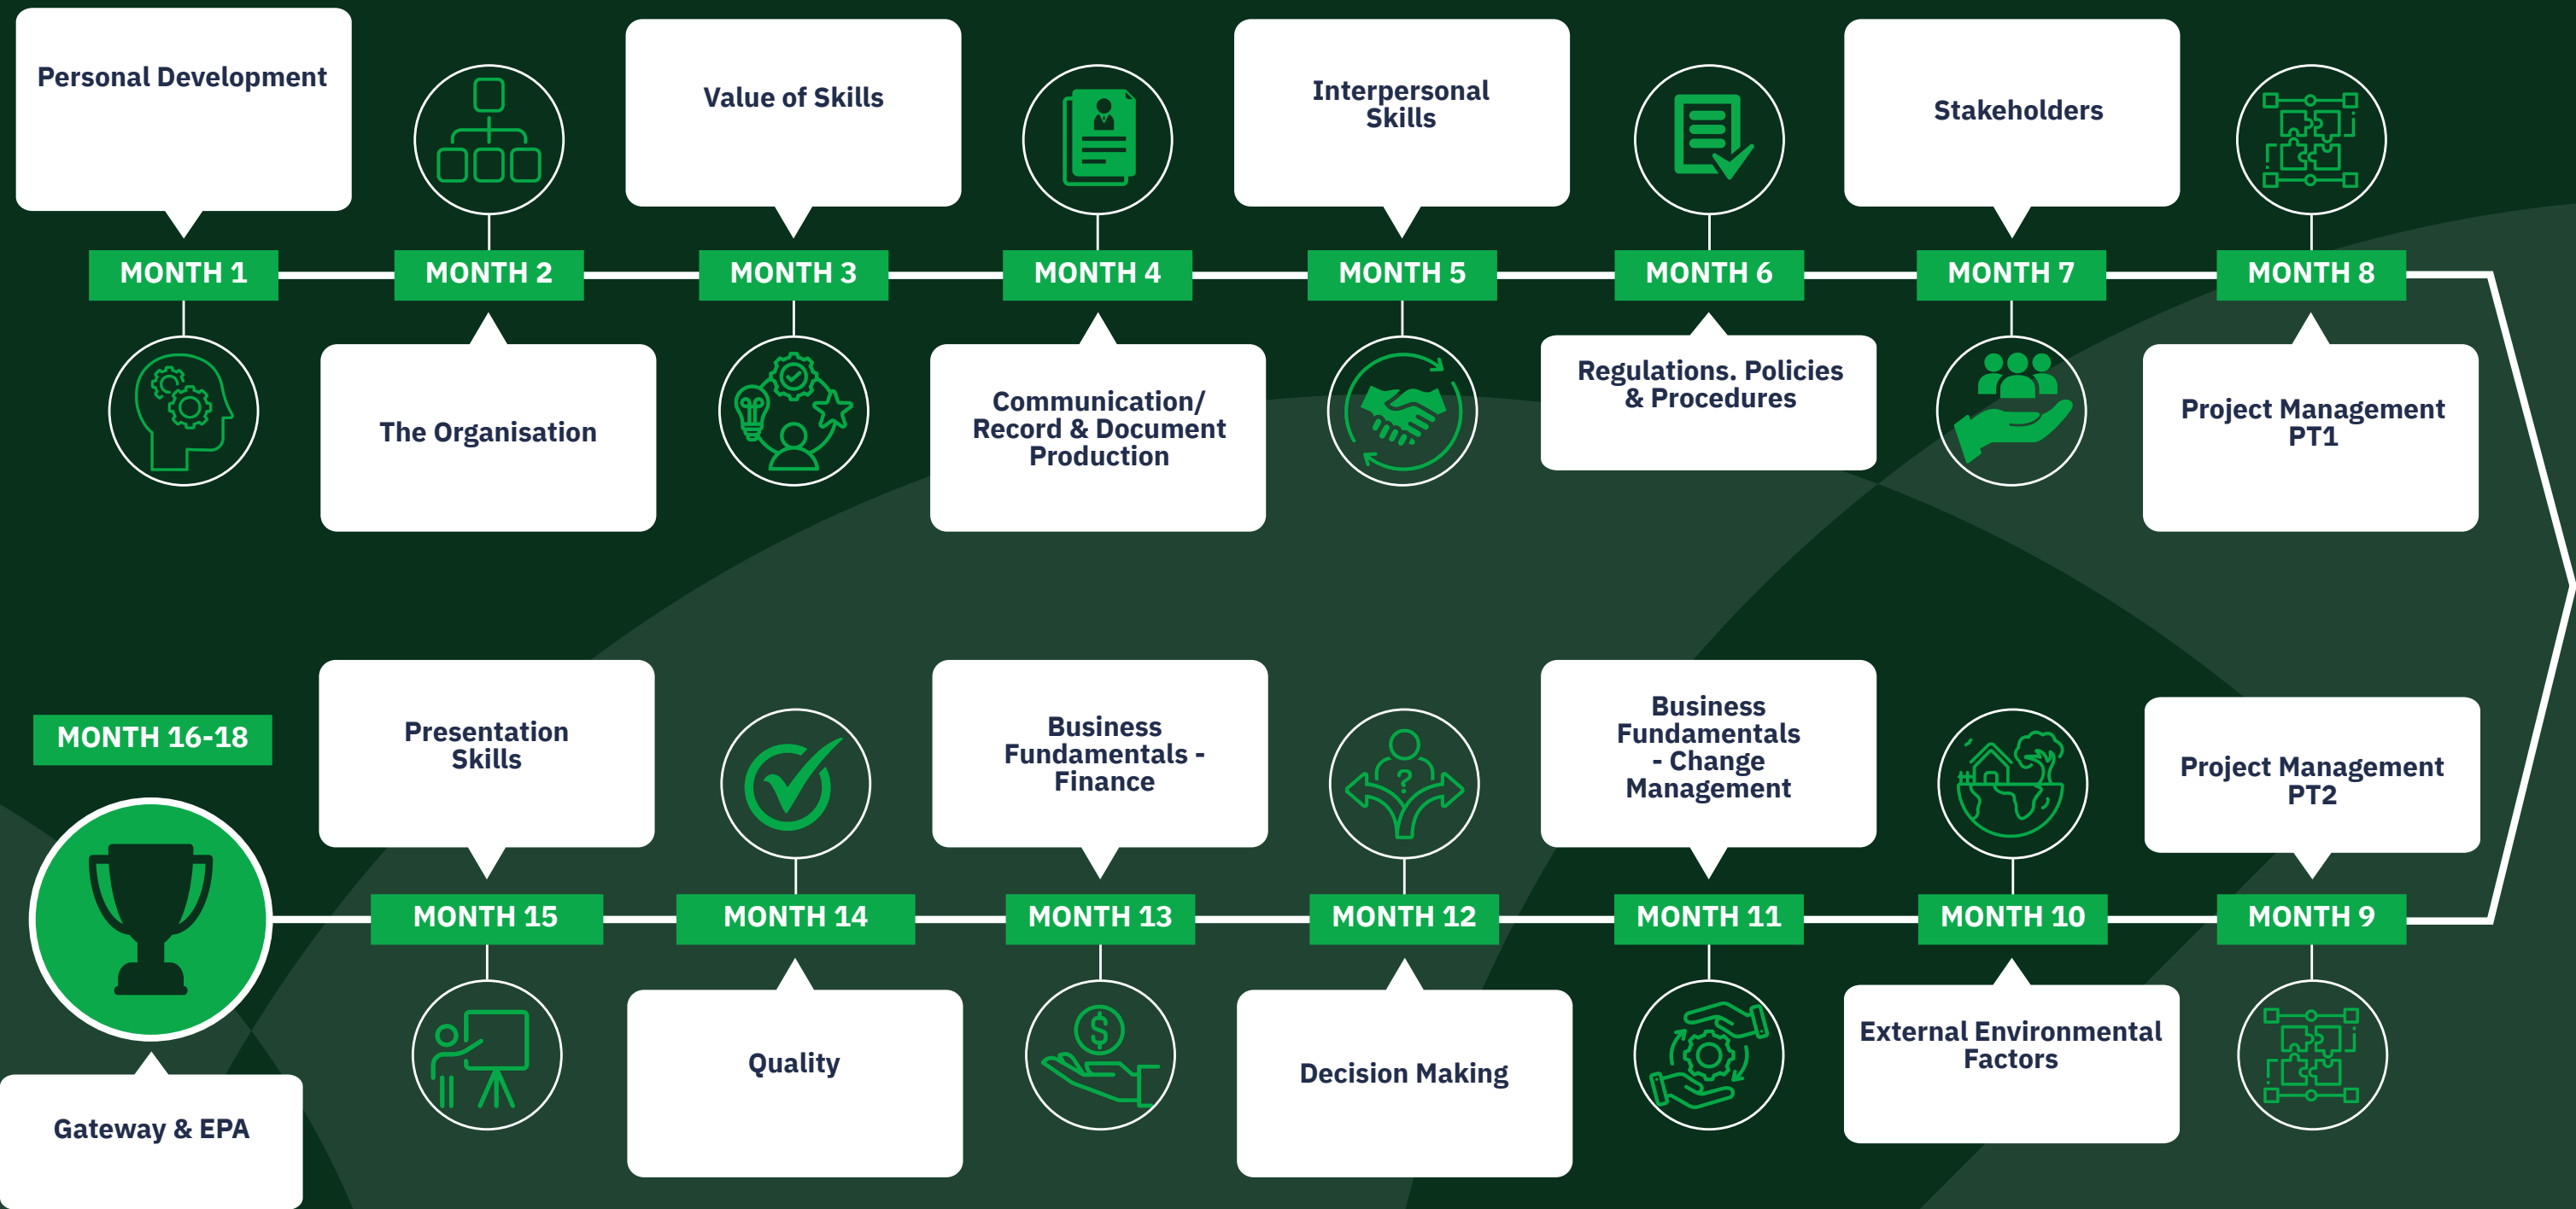 Personal Development
MONTH 1
MONTH 2
The Organisation
Value of Skills
MONTH 3
MONTH 4
Communication/
Record & Document
Production
Interpersonal
Skills
MONTH 5
MONTH 6
Regulations. Policies
& Procedures
Stakeholders
MONTH 7
MONTH 8
Project Management
PT1
Project Management
PT2
MONTH 9
MONTH 10
External Environmental
Factors
Business
Fundamentals
- Change
Management
MONTH 11
?
MONTH 12
Decision Making
Business
Fundamentals -
Finance
MONTH 13
$
MONTH 14
Quality
Presentation
Skills
MONTH 15
MONTH 16-18
Gateway & EPA